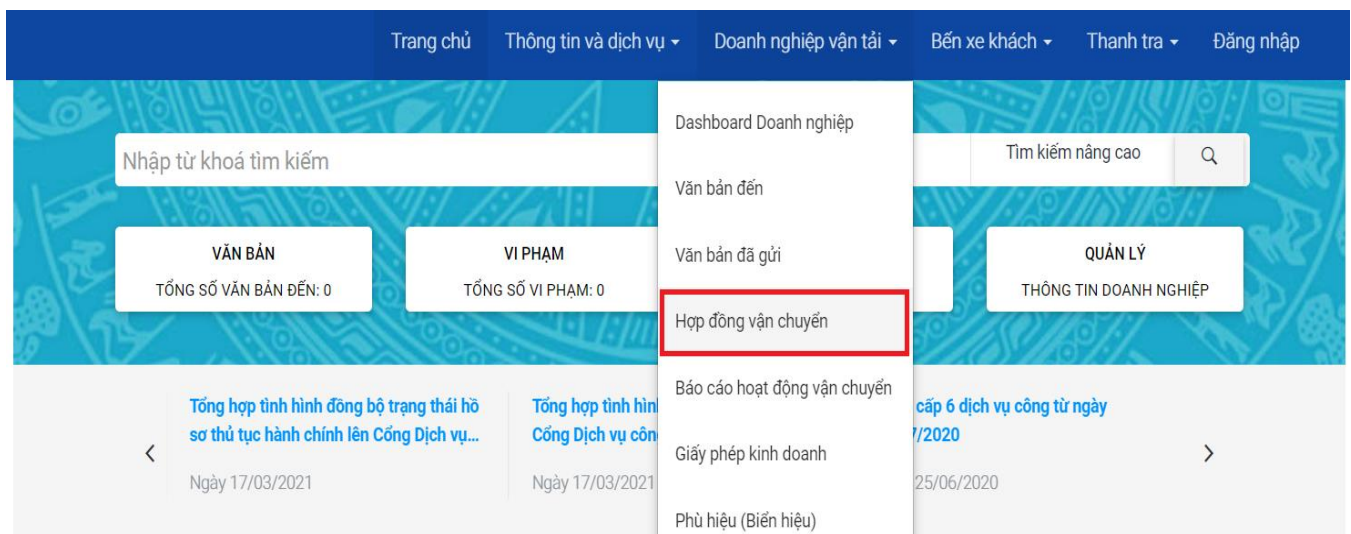 Trang chủ Thông tin và dịch vụ Doanh nghiệp vận tải Bến xe khách Thanh tra Đăng nhập
Dashboard Doanh nghiệp
Văn bản đến
Văn bản đã gửi
Hợp đồng vận chuyển
Báo cáo hoạt động vận chuyển
Giấy phép kinh doanh
Phù hiệu (Biển hiệu)
Nhập từ khoá tìm kiếm Tìm kiếm nâng cao
VĂN BẢN
TỔNG SỐ VĂN BẢN ĐẾN: 0
VI PHẠM
TỔNG SỐ VI PHẠM: 0
QUẢN LÝ
THÔNG TIN DOANH NGHIỆP
Tổng hợp tình hình đồng bộ trạng thái hồ
sơ thủ tục hành chính lên Cổng Dịch vụ...
Ngày 17/03/2021
Tổng hợp tình hình
Cổng Dịch vụ côn
Ngày 17/03/2021
cấp 6 dịch vụ công từ ngày
/2020
25/06/2020